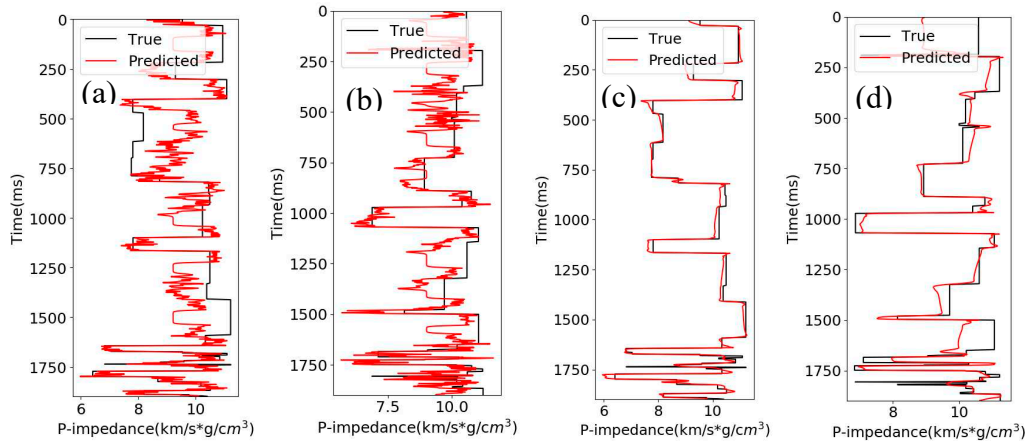 0
250
500
750
1000
1250
1500
1750
Time(ms)
True
Predicted
(a)
6 8 10
P-impedance(km/s*g/cm³)
0
250
500
750
1000
1250
1500
1750
Time(ms)
True
Predicted
(b)
7.5 10.0
P-impedance(km/s*g/cm³)
0
250
500
750
1000
1250
1500
1750
Time(ms)
True
Predicted
(c)
6 8 10
P-impedance(km/s*g/cm³)
0
250
500
750
1000
1250
1500
1750
Time(ms)
True
Predicted
(d)
8 10
P-impedance(km/s*g/cm³)